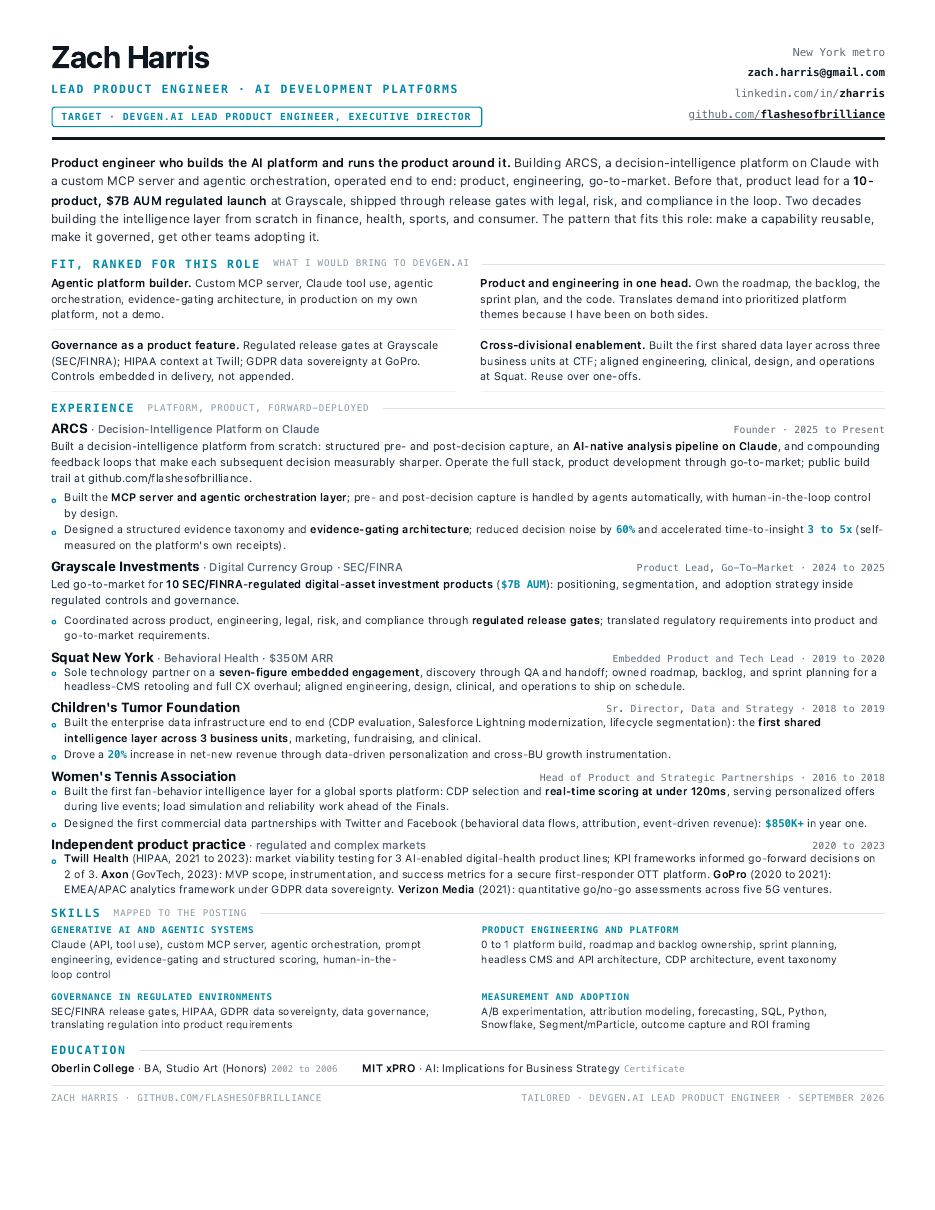 Zach Harris
LEAD PRODUCT ENGINEER · AI DEVELOPMENT PLATFORMS
TARGET · DEVGEN.AI LEAD PRODUCT ENGINEER, EXECUTIVE DIRECTOR
New York metro
zach.harris@gmail.com
linkedin.com/in/zharris
github.com/flashesofbrilliance
Product engineer who builds the AI platform and runs the product around it. Building ARCS, a decision-intelligence platform on Claude with
a custom MCP server and agentic orchestration, operated end to end: product, engineering, go-to-market. Before that, product lead for a 10-
product, $7B AUM regulated launch at Grayscale, shipped through release gates with legal, risk, and compliance in the loop. Two decades
building the intelligence layer from scratch in finance, health, sports, and consumer. The pattern that fits this role: make a capability reusable,
make it governed, get other teams adopting it.
FIT, RANKED FOR THIS ROLE WHAT I WOULD BRING TO DEVGEN.AI
Agentic platform builder. Custom MCP server, Claude tool use, agentic
orchestration, evidence-gating architecture, in production on my own
platform, not a demo.
Product and engineering in one head. Own the roadmap, the backlog, the
sprint plan, and the code. Translates demand into prioritized platform
themes because I have been on both sides.
Governance as a product feature. Regulated release gates at Grayscale
(SEC/FINRA); HIPAA context at Twill; GDPR data sovereignty at GoPro.
Controls embedded in delivery, not appended.
Cross-divisional enablement. Built the first shared data layer across three
business units at CTF; aligned engineering, clinical, design, and operations
at Squat. Reuse over one-offs.
EXPERIENCE PLATFORM, PRODUCT, FORWARD-DEPLOYED
ARCS · Decision-Intelligence Platform on Claude Founder · 2025 to Present
Built a decision-intelligence platform from scratch: structured pre- and post-decision capture, an AI-native analysis pipeline on Claude, and compounding
feedback loops that make each subsequent decision measurably sharper. Operate the full stack, product development through go-to-market; public build
trail at github.com/flashesofbrilliance.
Built the MCP server and agentic orchestration layer; pre- and post-decision capture is handled by agents automatically, with human-in-the-loop control
by design.
Designed a structured evidence taxonomy and evidence-gating architecture; reduced decision noise by 60% and accelerated time-to-insight 3 to 5x (self-
measured on the platform's own receipts).
Grayscale Investments · Digital Currency Group · SEC/FINRA Product Lead, Go-To-Market · 2024 to 2025
Led go-to-market for 10 SEC/FINRA-regulated digital-asset investment products ($7B AUM): positioning, segmentation, and adoption strategy inside
regulated controls and governance.
Coordinated across product, engineering, legal, risk, and compliance through regulated release gates; translated regulatory requirements into product and
go-to-market requirements.
Squat New York · Behavioral Health · $350M ARR Embedded Product and Tech Lead · 2019 to 2020
Sole technology partner on a seven-figure embedded engagement, discovery through QA and handoff; owned roadmap, backlog, and sprint planning for a
headless-CMS retooling and full CX overhaul; aligned engineering, design, clinical, and operations to ship on schedule.
Children's Tumor Foundation Sr. Director, Data and Strategy · 2018 to 2019
Built the enterprise data infrastructure end to end (CDP evaluation, Salesforce Lightning modernization, lifecycle segmentation): the first shared
intelligence layer across 3 business units, marketing, fundraising, and clinical.
Drove a 20% increase in net-new revenue through data-driven personalization and cross-BU growth instrumentation.
Women's Tennis Association Head of Product and Strategic Partnerships · 2016 to 2018
Built the first fan-behavior intelligence layer for a global sports platform: CDP selection and real-time scoring at under 120ms, serving personalized offers
during live events; load simulation and reliability work ahead of the Finals.
Designed the first commercial data partnerships with Twitter and Facebook (behavioral data flows, attribution, event-driven revenue): $850K+ in year one.
Independent product practice · regulated and complex markets 2020 to 2023
Twill Health (HIPAA, 2021 to 2023): market viability testing for 3 AI-enabled digital-health product lines; KPI frameworks informed go-forward decisions on
2 of 3. Axon (GovTech, 2023): MVP scope, instrumentation, and success metrics for a secure first-responder OTT platform. GoPro (2020 to 2021):
EMEA/APAC analytics framework under GDPR data sovereignty. Verizon Media (2021): quantitative go/no-go assessments across five 5G ventures.
SKILLS MAPPED TO THE POSTING
GENERATIVE AI AND AGENTIC SYSTEMS
Claude (API, tool use), custom MCP server, agentic orchestration, prompt
engineering, evidence-gating and structured scoring, human-in-the-
loop control
PRODUCT ENGINEERING AND PLATFORM
0 to 1 platform build, roadmap and backlog ownership, sprint planning,
headless CMS and API architecture, CDP architecture, event taxonomy
GOVERNANCE IN REGULATED ENVIRONMENTS
SEC/FINRA release gates, HIPAA, GDPR data sovereignty, data governance,
translating regulation into product requirements
MEASUREMENT AND ADOPTION
A/B experimentation, attribution modeling, forecasting, SQL, Python,
Snowflake, Segment/mParticle, outcome capture and ROI framing
EDUCATION
Oberlin College · BA, Studio Art (Honors) 2002 to 2006 MIT xPRO · AI: Implications for Business Strategy Certificate
ZACH HARRIS · GITHUB.COM/FLASHESOFBRILLIANCE TAILORED · DEVGEN.AI LEAD PRODUCT ENGINEER · SEPTEMBER 2026